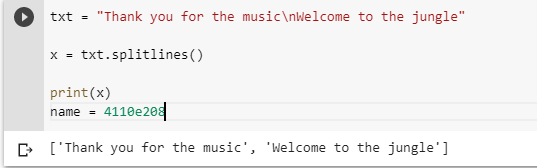 txt = "Thank you for the music\nWelcome to the jungle"
x = txt.splitlines()
print(x)
name = 4110e208
['Thank you for the music', 'Welcome to the jungle']